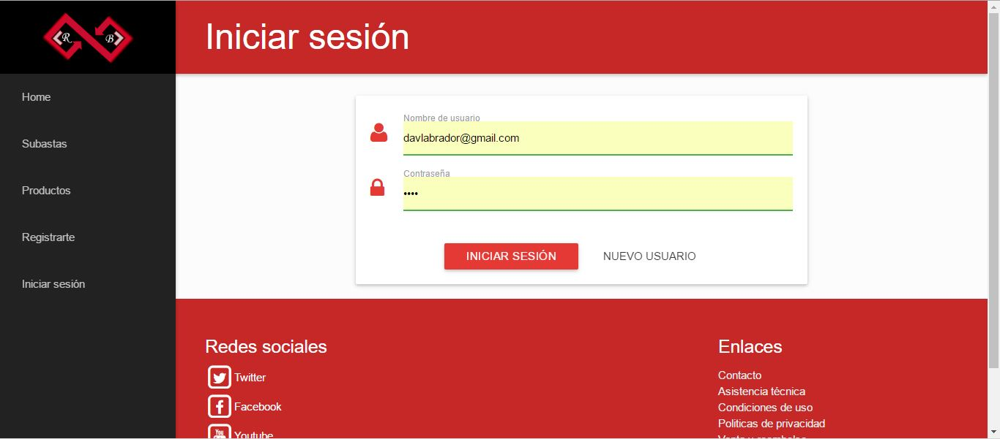 R B
Iniciar sesión
Home
Subastas
Productos
Registrarte
Iniciar sesión
Nombre de usuario
davlabrador@gmail.com
Contraseña
••••
INICIAR SESIÓN
NUEVO USUARIO
Redes sociales
Twitter
Facebook
You
Youtube
Enlaces
Contacto
Asistencia técnica
Condiciones de uso
Politicas de privacidad